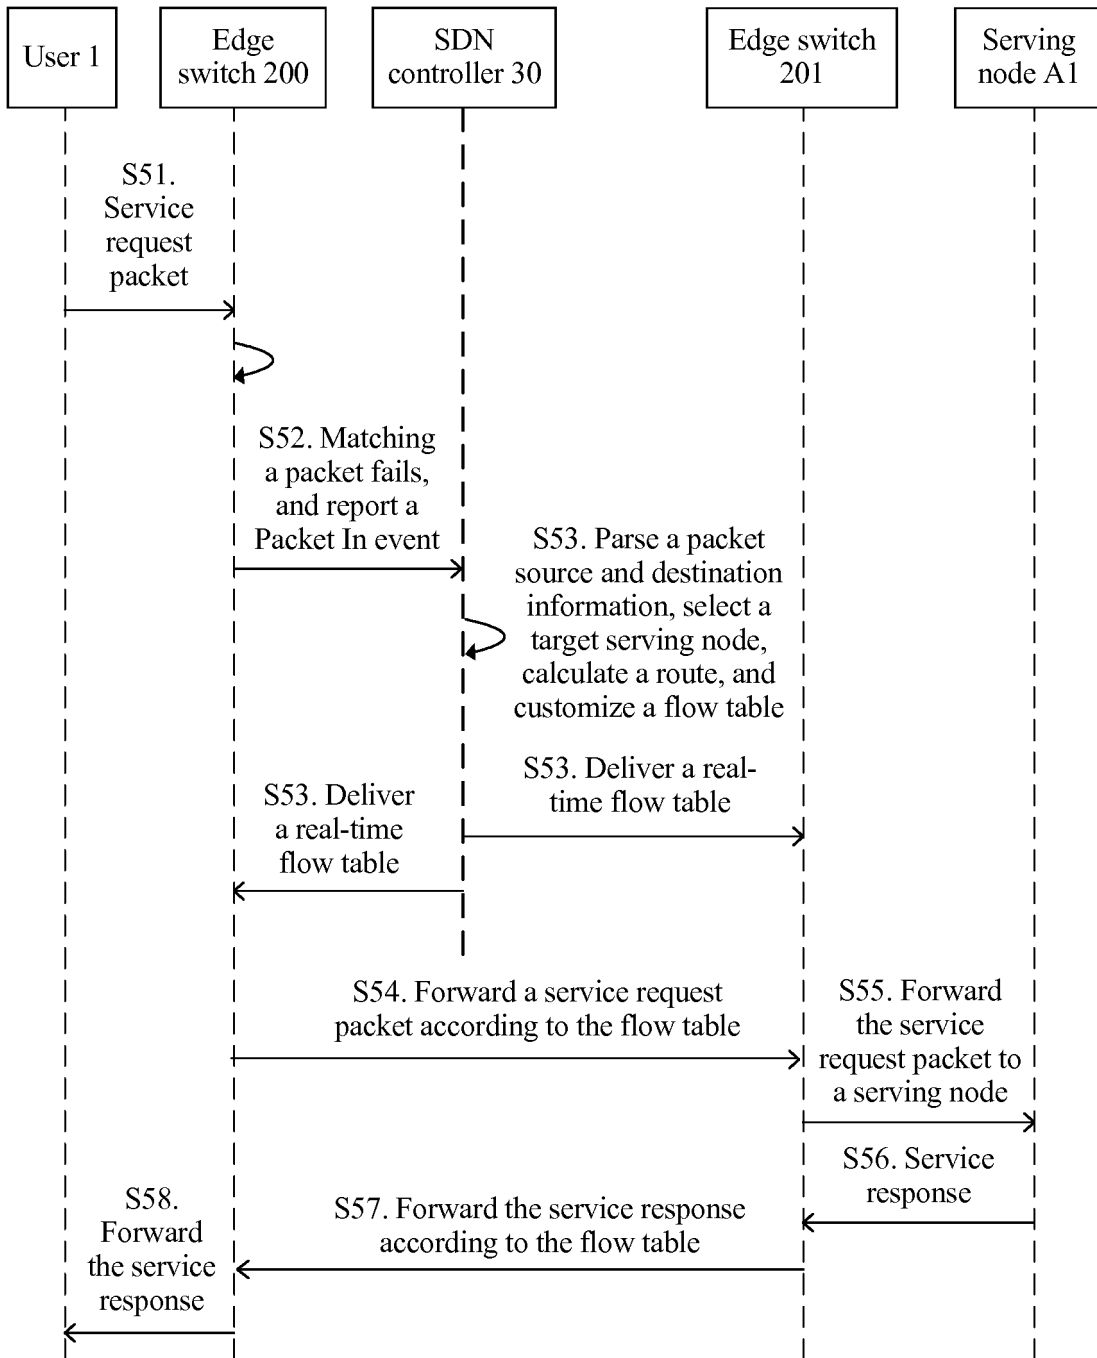 User 1
Edge
switch 200
SDN
controller 30
Edge switch
201
Serving
node A1
S51.
Service
request
packet
S52. Matching
a packet fails,
and report a
Packet In event
S53. Parse a packet
source and destination
information, select a
target serving node,
calculate a route, and
customize a flow table
S53. Deliver a real-
time flow table
S53. Deliver
a real-time
flow table
S54. Forward a service request
packet according to the flow table
S55. Forward
the service
request packet to
a serving node
S56. Service
response
S57. Forward the service response
according to the flow table
S58.
Forward
the service
response